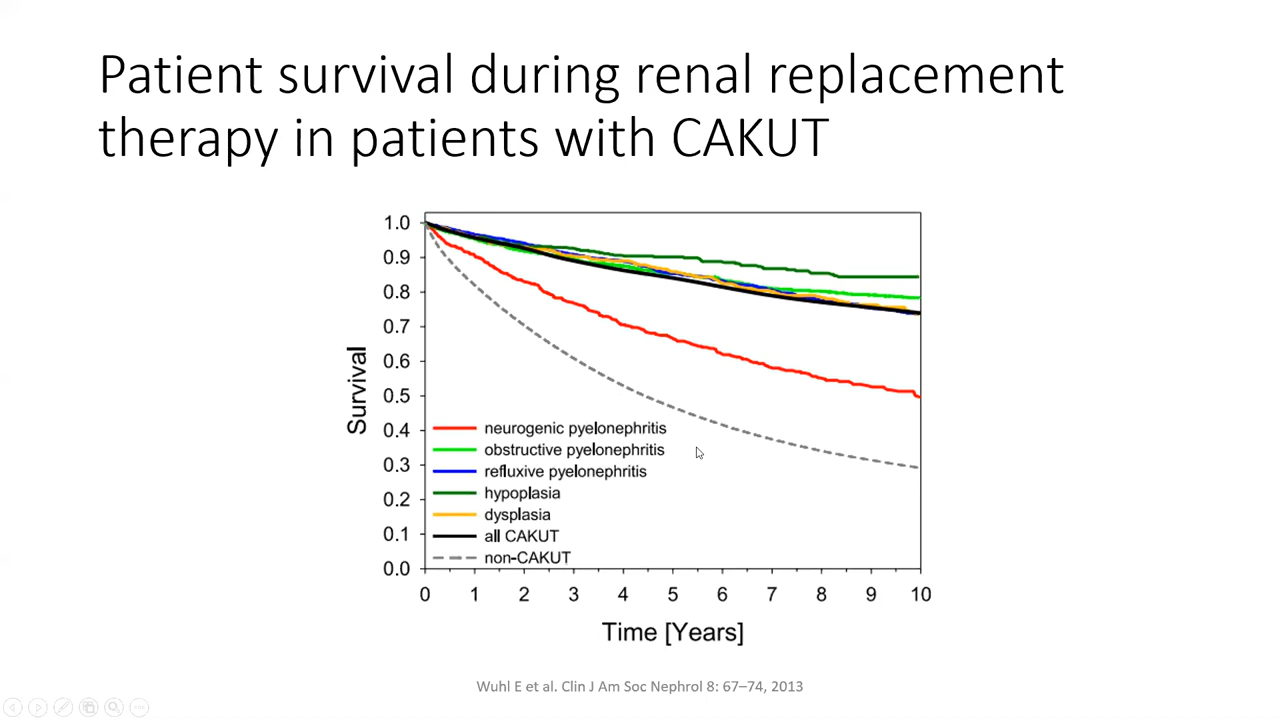 Patient survival during renal replacement
therapy in patients with CAKUT
1.0
0.9
0.8
0.7
0.6
0.5
0.4
0.3
0.2
0.1
0.0
Survival
neurogenic pyelonephritis
obstructive pyelonephritis
refluxive pyelonephritis
hypoplasia
dysplasia
all CAKUT
non-CAKUT
0 1 2 3 4 5 6 7 8 9 10
Time [Years]
Wuhl E et al. Clin J Am Soc Nephrol 8: 67–74, 2013